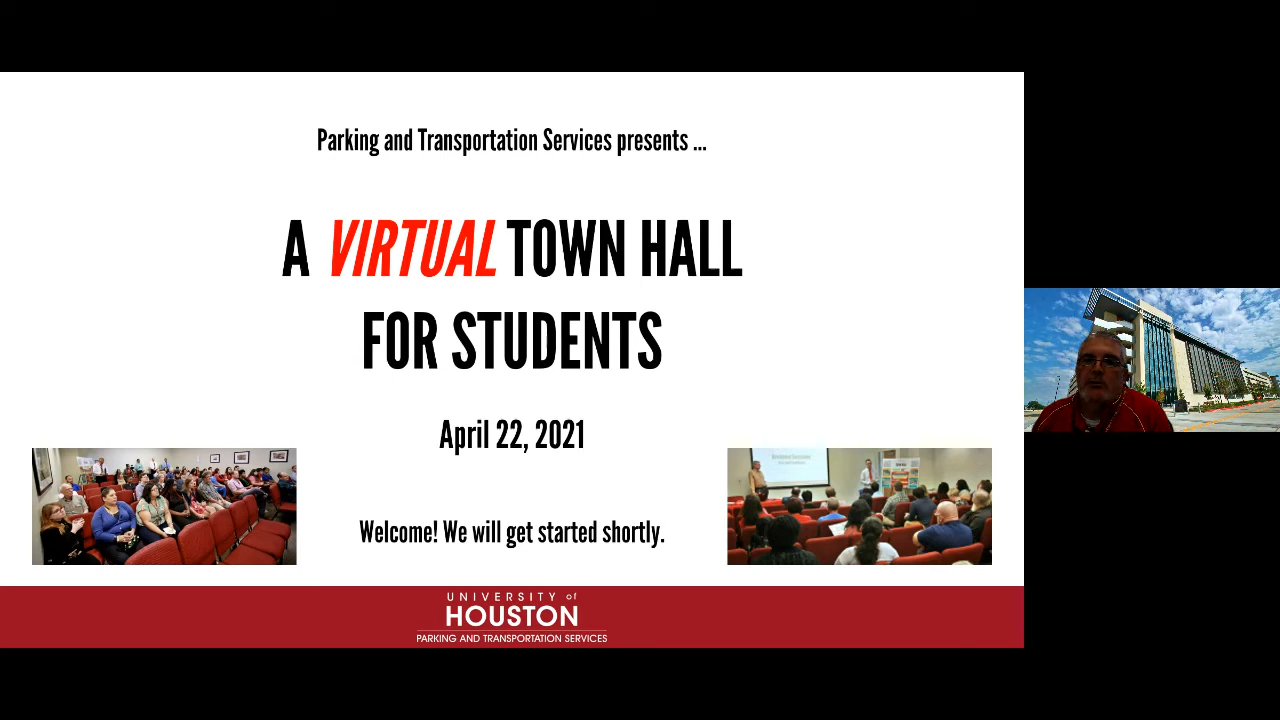 Parking and Transportation Services presents ...
A VIRTUAL TOWN HALL
FOR STUDENTS
April 22, 2021
Welcome! We will get started shortly.
UNIVERSITY of
HOUSTON
PARKING AND TRANSPORTATION SERVICES